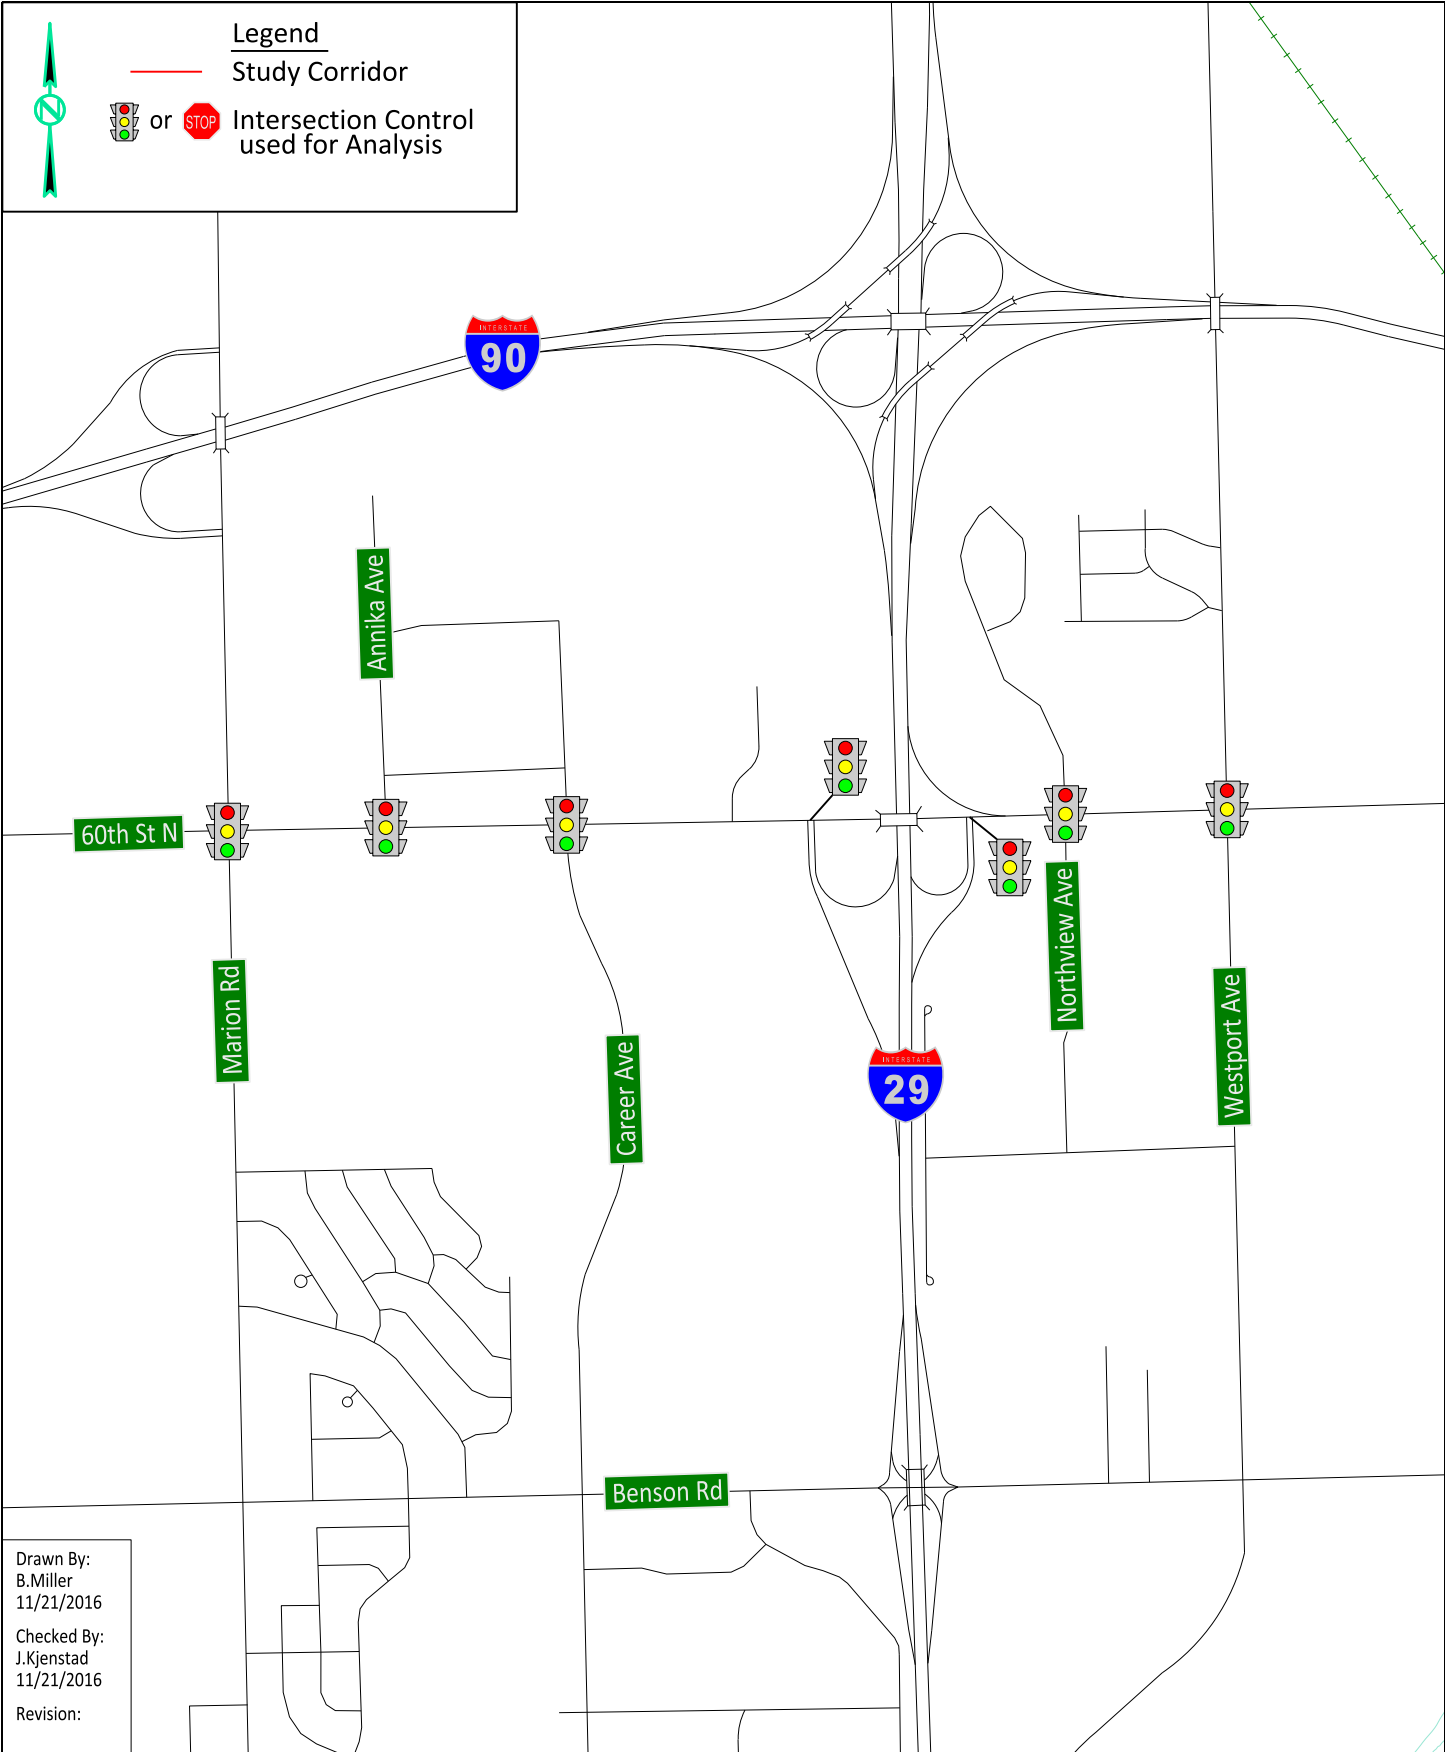 Legend
Study Corridor
or STOP Intersection Control
used for Analysis
INTERSTATE
90
Annika Ave
60th St N
Marion Rd
Career Ave
Northview Ave
Westport Ave
INTERSTATE
29
Benson Rd
Drawn By:
B.Miller
11/21/2016
Checked By:
J.Kjenstad
11/21/2016
Revision: